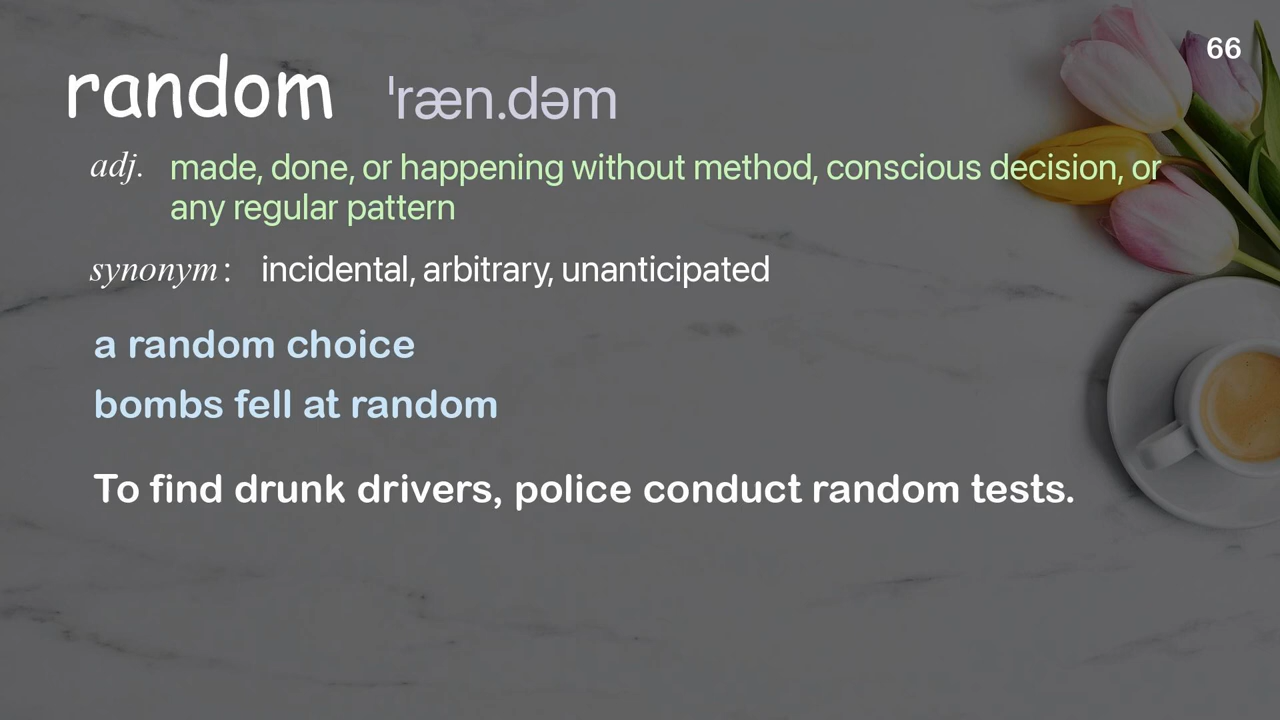 66
random ˈræn.dəm
adj. made, done, or happening without method, conscious decision, or
any regular pattern
synonym: incidental, arbitrary, unanticipated
a random choice
bombs fell at random
To find drunk drivers, police conduct random tests.